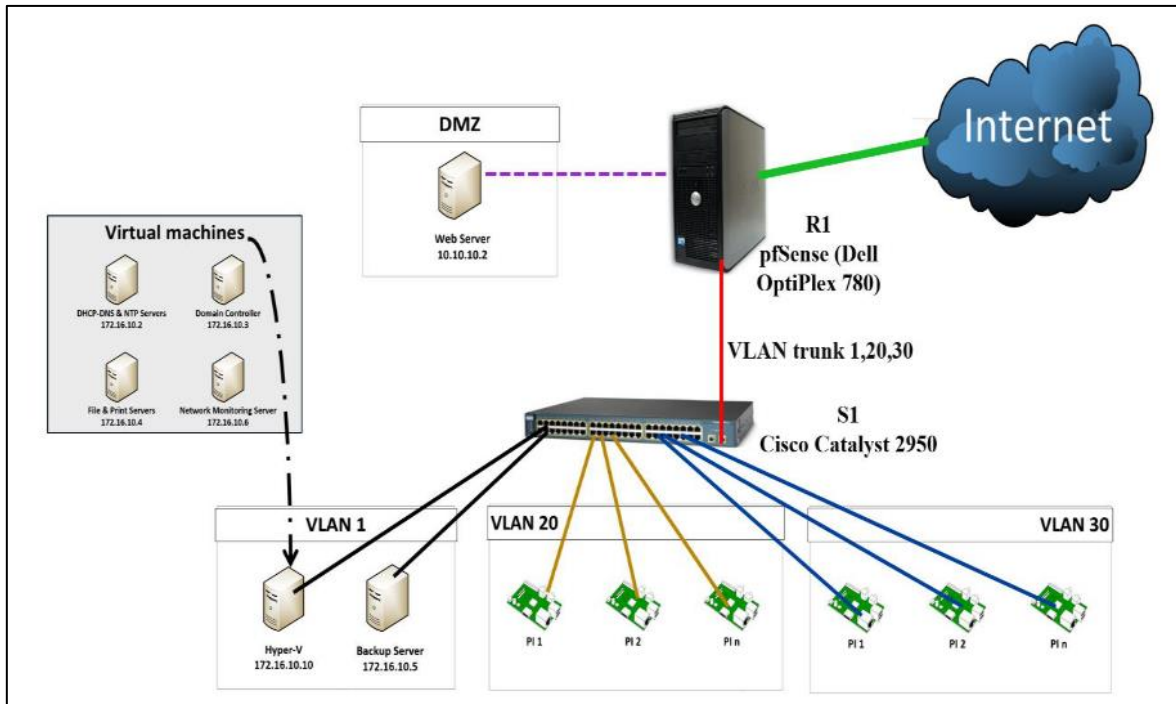 Internet
DMZ
Web Server
10.10.10.2
R1
pfSense (Dell
OptiPlex 780)
Virtual machines
DHCP-DNS & NTP Servers
172.16.10.2
Domain Controller
172.16.10.3
File & Print Servers
172.16.10.4
Network Monitoring Server
172.16.10.6
VLAN trunk 1,20,30
S1
Cisco Catalyst 2950
VLAN 1
Hyper-V
172.16.10.10
Backup Server
172.16.10.5
VLAN 20
PI 1
PI 2
PI n
VLAN 30
PI 1
PI 2
PI n